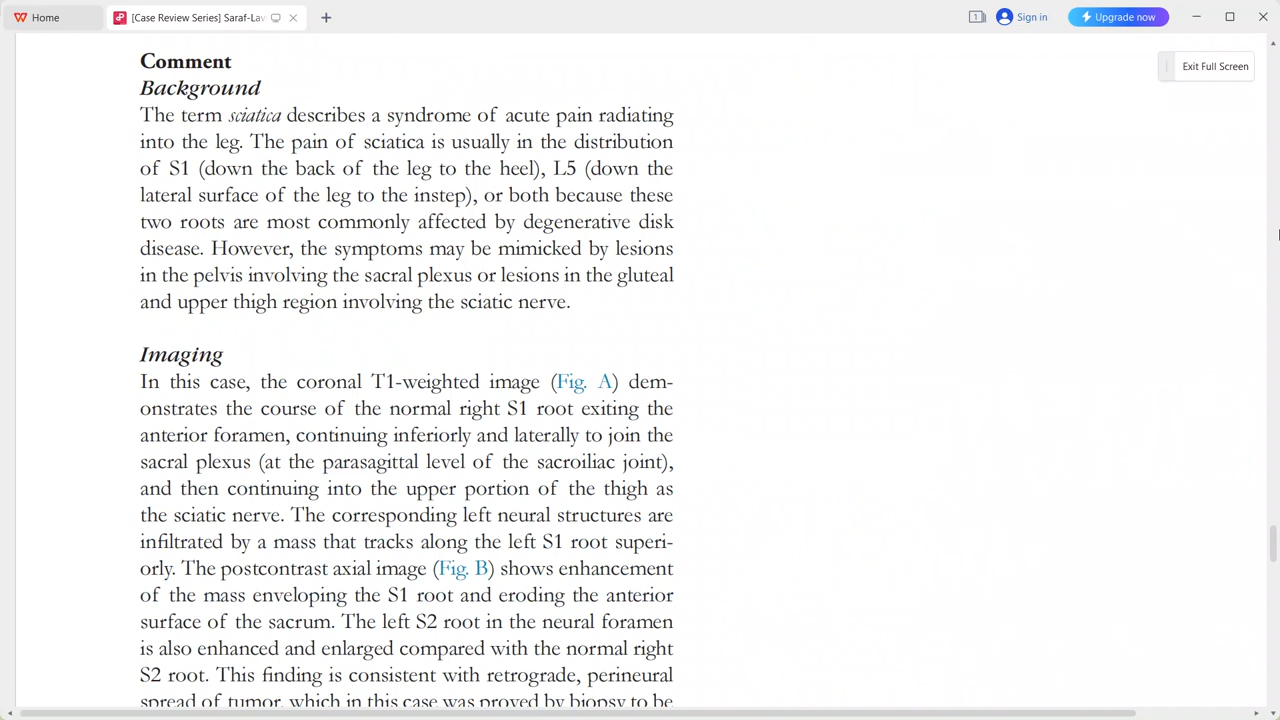 Home
[Case Review Series] Saraf-Lav
1
Sign in
Upgrade now
Exit Full Screen
Comment
Background
The term sciatica describes a syndrome of acute pain radiating
into the leg. The pain of sciatica is usually in the distribution
of S1 (down the back of the leg to the heel), L5 (down the
lateral surface of the leg to the instep), or both because these
two roots are most commonly affected by degenerative disk
disease. However, the symptoms may be mimicked by lesions
in the pelvis involving the sacral plexus or lesions in the gluteal
and upper thigh region involving the sciatic nerve.
Imaging
In this case, the coronal T1-weighted image (Fig. A) dem-
onstrates the course of the normal right S1 root exiting the
anterior foramen, continuing inferiorly and laterally to join the
sacral plexus (at the parasagittal level of the sacroiliac joint),
and then continuing into the upper portion of the thigh as
the sciatic nerve. The corresponding left neural structures are
infiltrated by a mass that tracks along the left S1 root superi-
orly. The postcontrast axial image (Fig. B) shows enhancement
of the mass enveloping the S1 root and eroding the anterior
surface of the sacrum. The left S2 root in the neural foramen
is also enhanced and enlarged compared with the normal right
S2 root. This finding is consistent with retrograde, perineural
spread of tumor, which in this case was proved by biopsy to be